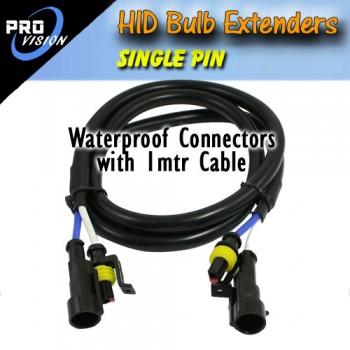 PRO
VISION
HID Bulb Extenders
SINGLE PIN
Waterproof Connectors
with 1mtr Cable